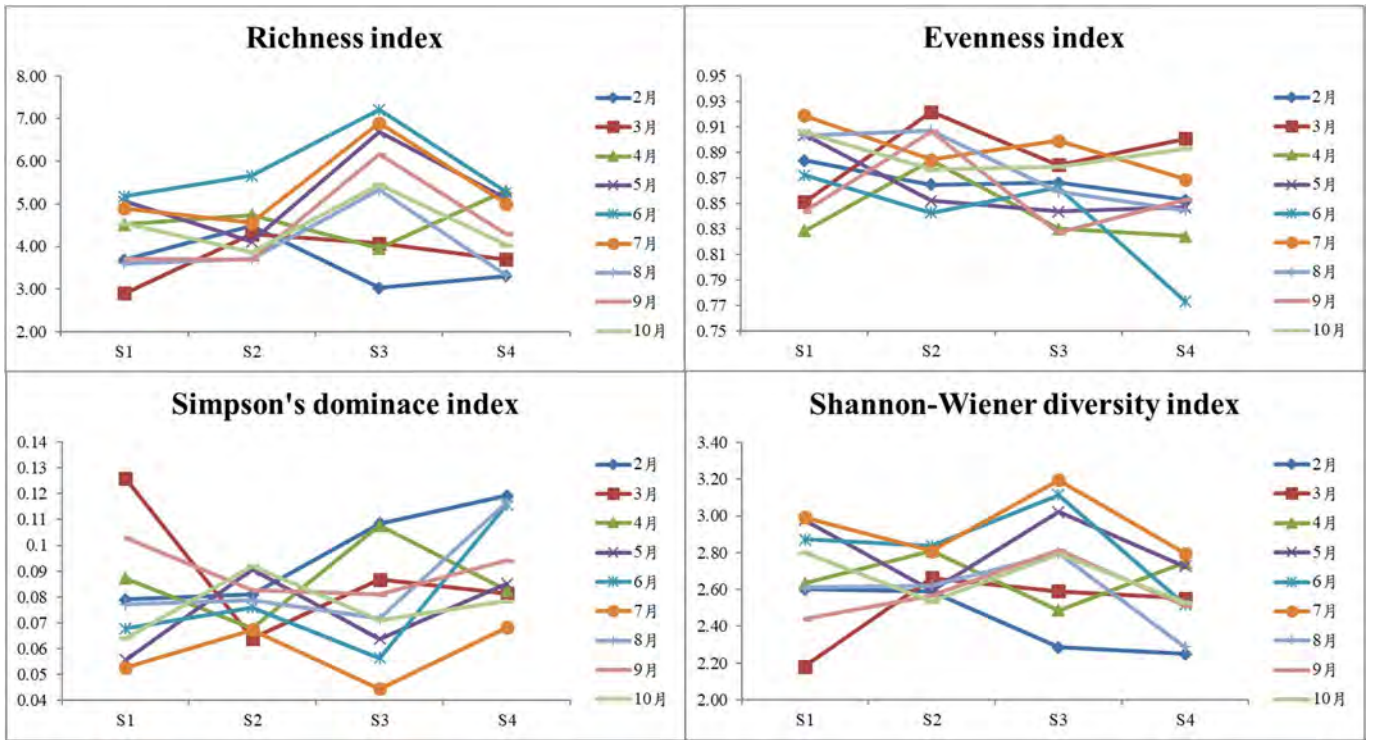 Richness index
8.00
7.00
6.00
5.00
4.00
3.00
2.00
S1 S2 S3 S4
2月
3月
4月
5月
6月
7月
8月
9月
10月
Evenness index
0.95
0.93
0.91
0.89
0.87
0.85
0.83
0.81
0.79
0.77
0.75
S1 S2 S3 S4
2月
3月
4月
5月
6月
7月
8月
9月
10月
Simpson's dominace index
0.14
0.13
0.12
0.11
0.1
0.09
0.08
0.07
0.06
0.05
0.04
S1 S2 S3 S4
2月
3月
4月
5月
6月
7月
8月
9月
10月
Shannon-Wiener diversity index
3.40
3.20
3.00
2.80
2.60
2.40
2.20
2.00
S1 S2 S3 S4
2月
3月
4月
5月
6月
7月
8月
9月
10月